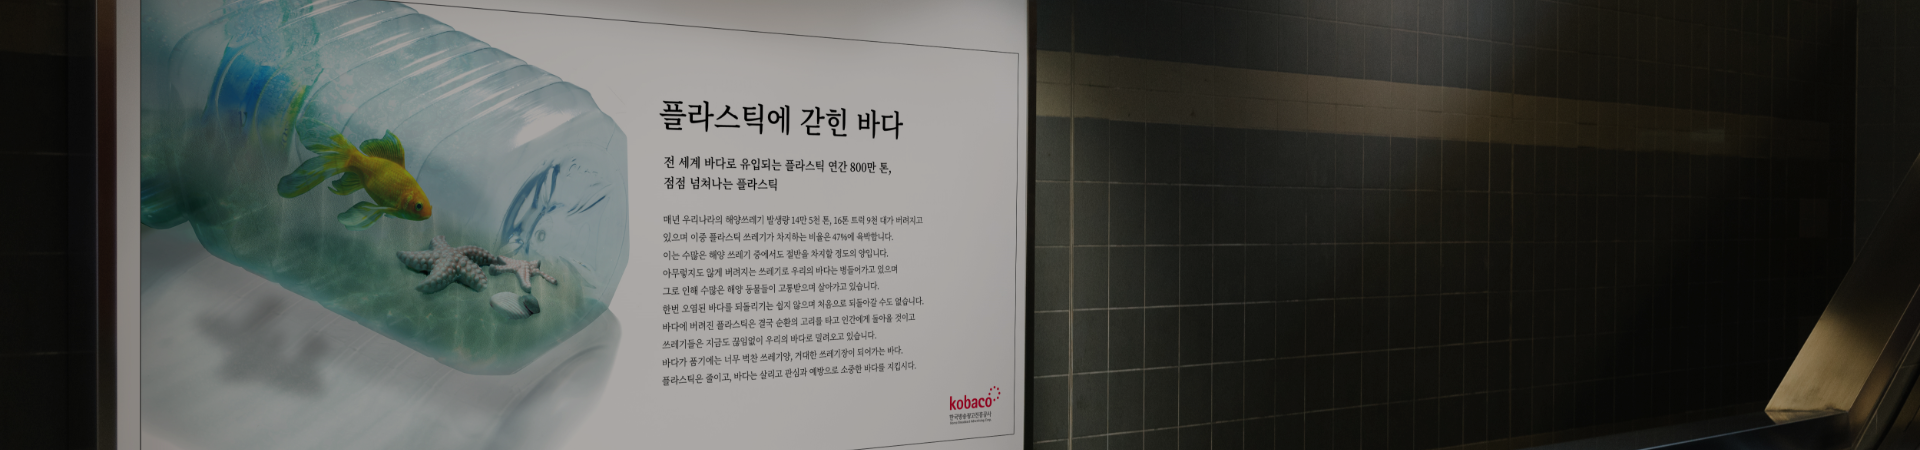 플라스틱에 갇힌 바다
전 세계 바다로 유입되는 플라스틱 연간 800만 톤,
점점 넘쳐나는 플라스틱
매년 우리나라의 해양쓰레기 발생량 14만 5천 톤, 16톤 트럭 9천 대가 버려지고
있으며 이중 플라스틱 쓰레기가 차지하는 비율은 47%에 육박합니다.
이는 수많은 해양 쓰레기 중에서도 절반을 차지할 정도의 양입니다.
아무렇지도 않게 버려지는 쓰레기로 우리의 바다는 병들어가고 있으며
그로 인해 수많은 해양 동물들이 고통받으며 살아가고 있습니다.
한번 오염된 바다를 되돌리기는 쉽지 않으며 처음으로 되돌아갈 수도 없습니다.
바다에 버려진 플라스틱은 결국 순환의 고리를 타고 인간에게 돌아올 것이고
쓰레기들은 지금도 끊임없이 우리의 바다로 밀려오고 있습니다.
바다가 품기에는 너무 벅찬 쓰레기양, 거대한 쓰레기장이 되어가는 바다.
플라스틱은 줄이고, 바다는 살리고 관심과 예방으로 소중한 바다를 지킵시다.
kobaco
한국방송광고진흥공사